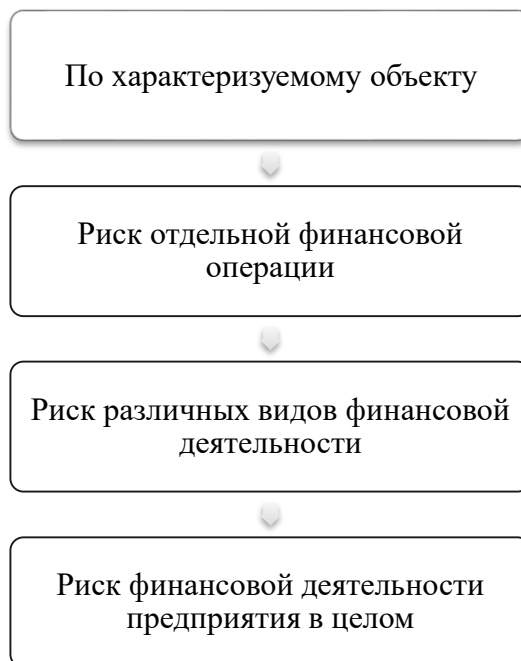 По характеризуемому объекту
Риск отдельной финансовой
операции
Риск различных видов финансовой
деятельности
Риск финансовой деятельности
предприятия в целом